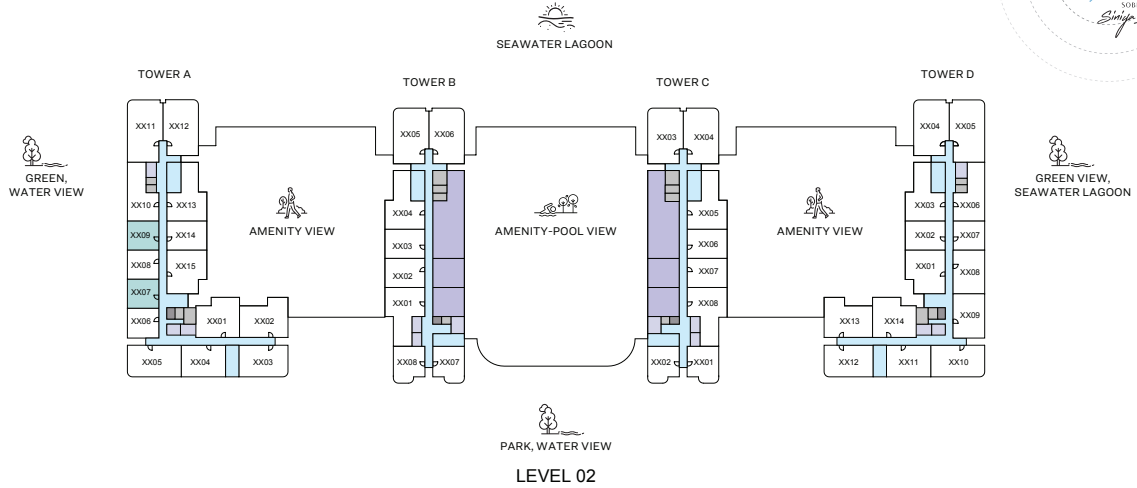 SOB
Siniya
SEAWATER LAGOON
TOWER A
TOWER B
TOWER C
TOWER D
XX11 XX12
XX05 XX06
XX03 XX04
XX04 XX05
GREEN,
WATER VIEW
GREEN VIEW,
SEAWATER LAGOON
XX10 XX13
XX04
XX05
XX03 XX06
AMENITY VIEW
AMENITY-POOL VIEW
AMENITY VIEW
XX09 XX14
XX03
XX06
XX02 XX07
XX08 XX15
XX02
XX07
XX01 XX08
XX07
XX01
XX08
XX06 XX01 XX02
XX13 XX14 XX09
XX05 XX04 XX03
XX08 XX07
XX02 XX01
XX12 XX11 XX10
PARK, WATER VIEW
LEVEL 02